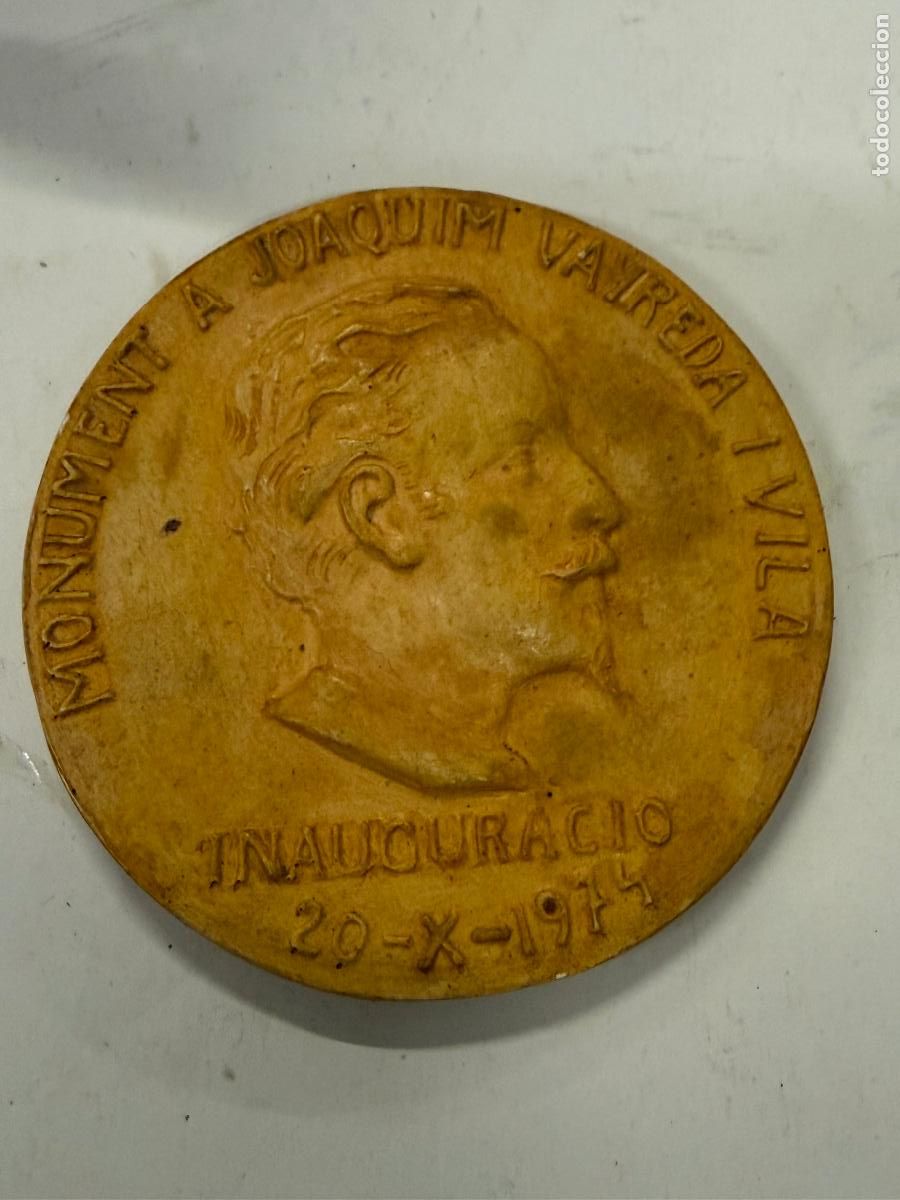 MONUMENT A JOAQUIM VAYREDA I VILA
INAUGURACIO
20-X-1974
todocoleccion